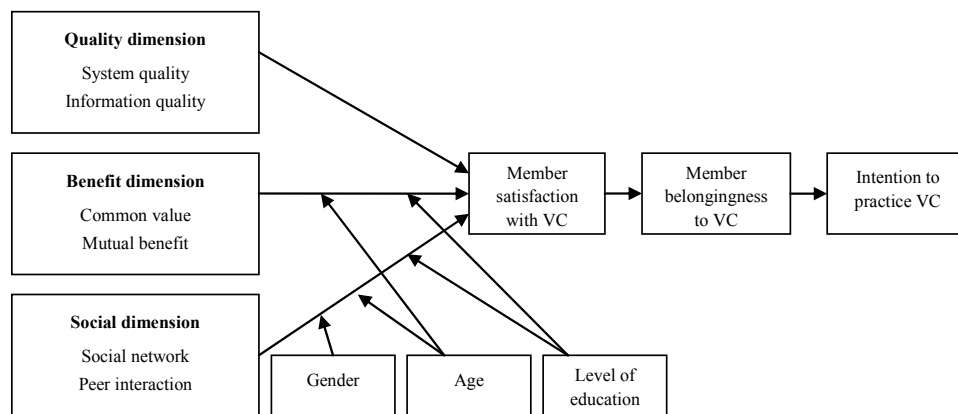 Quality dimension
System quality
Information quality
Benefit dimension
Common value
Mutual benefit
Social dimension
Social network
Peer interaction
Member
satisfaction
with VC
Member
belongingness
to VC
Intention to
practice VC
Gender
Age
Level of
education